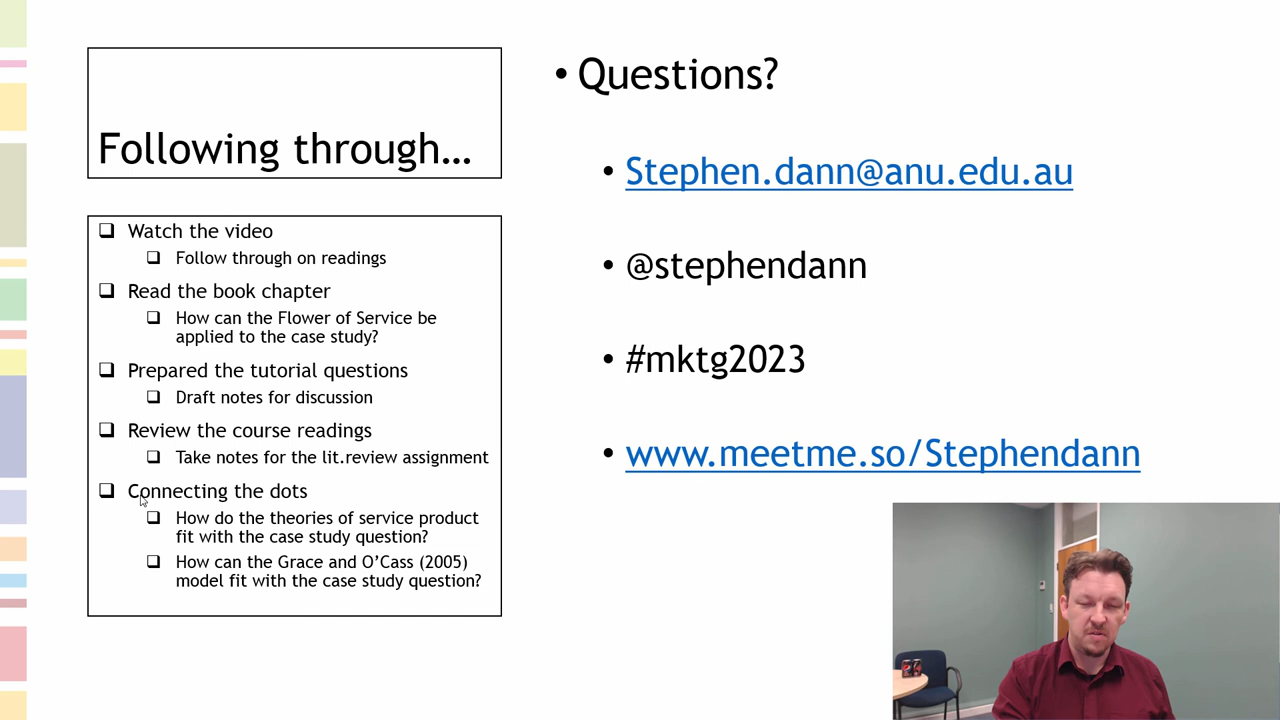 Following through...
Watch the video
Follow through on readings
Read the book chapter
How can the Flower of Service be
applied to the case study?
Prepared the tutorial questions
Draft notes for discussion
Review the course readings
Take notes for the lit.review assignment
Connecting the dots
How do the theories of service product
fit with the case study question?
How can the Grace and O’Cass (2005)
model fit with the case study question?
• Questions?
• Stephen.dann@anu.edu.au
• @stephendann
• #mktg2023
• www.meetme.so/Stephendann